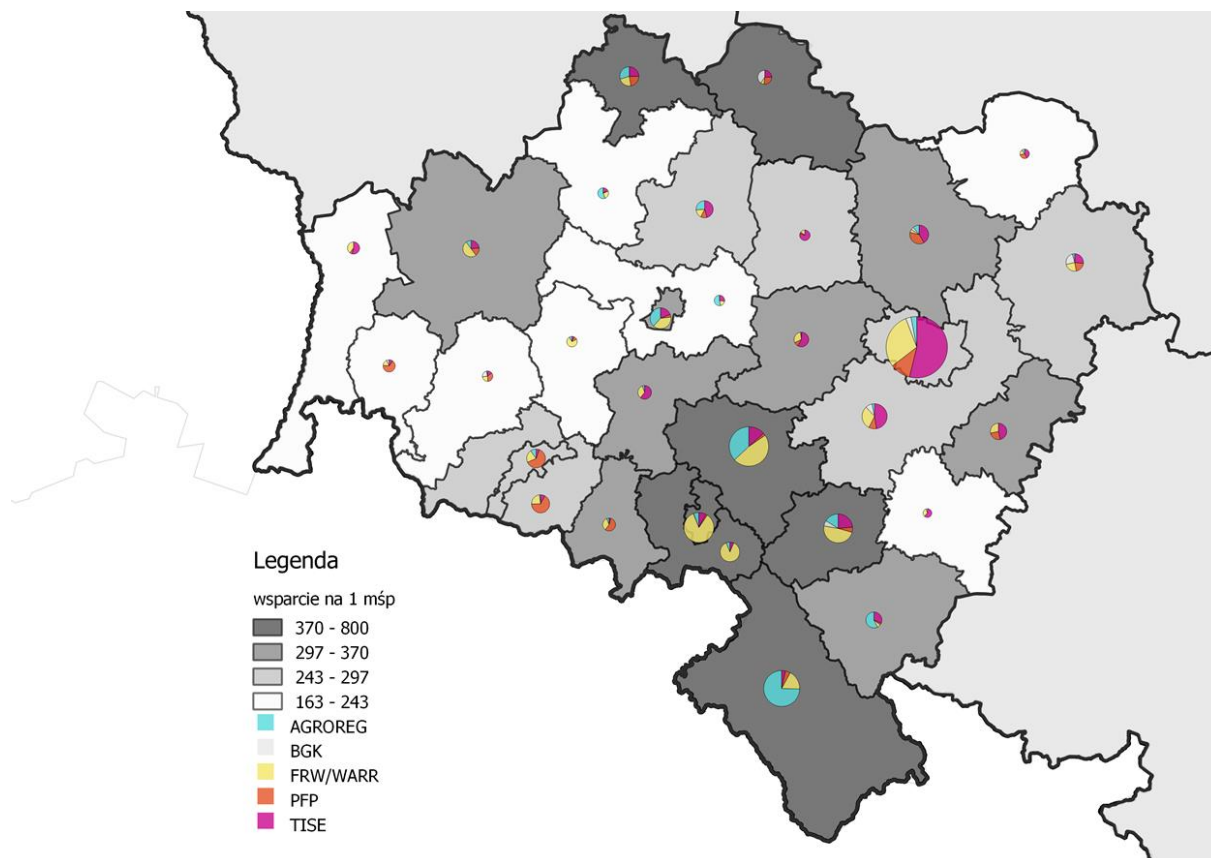 Legenda
wsparcie na 1 mśp
370 - 800
297 - 370
243 - 297
163 - 243
AGROREG
BGK
FRW/WARR
PFP
TISE